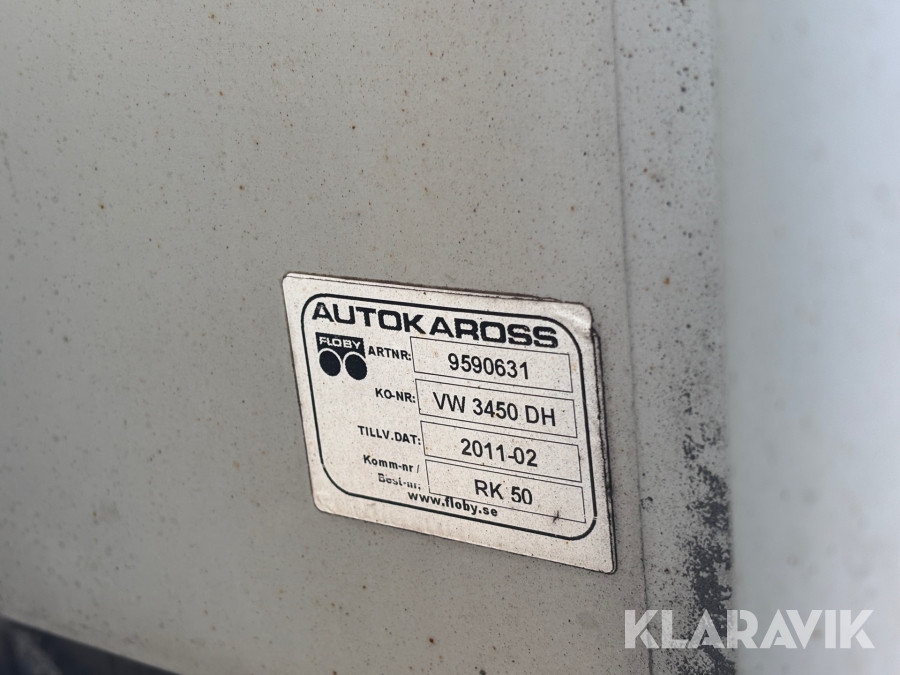 AUTOKAROSS
FLOBY
ARTNR: 9590631
KO-NR: VW 3450 DH
TILLV.DAT: 2011-02
Komm-nr /
Best-nr: RK 50
www.floby.se
KLARAVIK